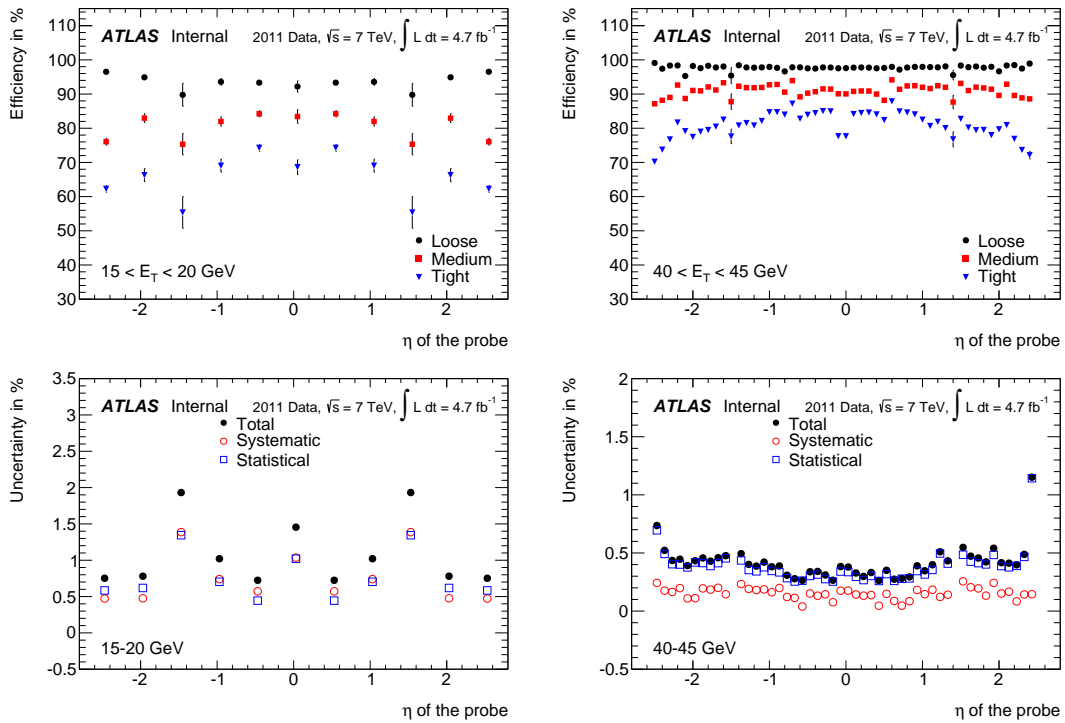 Efficiency in %
110
100
90
80
70
60
50
40
30
ATLAS Internal
2011 Data, √s = 7 TeV, ∫ L dt = 4.7 fb-1
Loose
Medium
Tight
15 < ET < 20 GeV
-2 -1 0 1 2
η of the probe
Efficiency in %
110
100
90
80
70
60
50
40
30
ATLAS Internal
2011 Data, √s = 7 TeV, ∫ L dt = 4.7 fb-1
Loose
Medium
Tight
40 < ET < 45 GeV
-2 -1 0 1 2
η of the probe
Uncertainty in %
3.5
3
2.5
2
1.5
1
0.5
0
-0.5
ATLAS Internal
2011 Data, √s = 7 TeV, ∫ L dt = 4.7 fb-1
Total
Systematic
Statistical
15-20 GeV
-2 -1 0 1 2
η of the probe
Uncertainty in %
2
1.5
1
0.5
0
-0.5
ATLAS Internal
2011 Data, √s = 7 TeV, ∫ L dt = 4.7 fb-1
Total
Systematic
Statistical
40-45 GeV
-2 -1 0 1 2
η of the probe